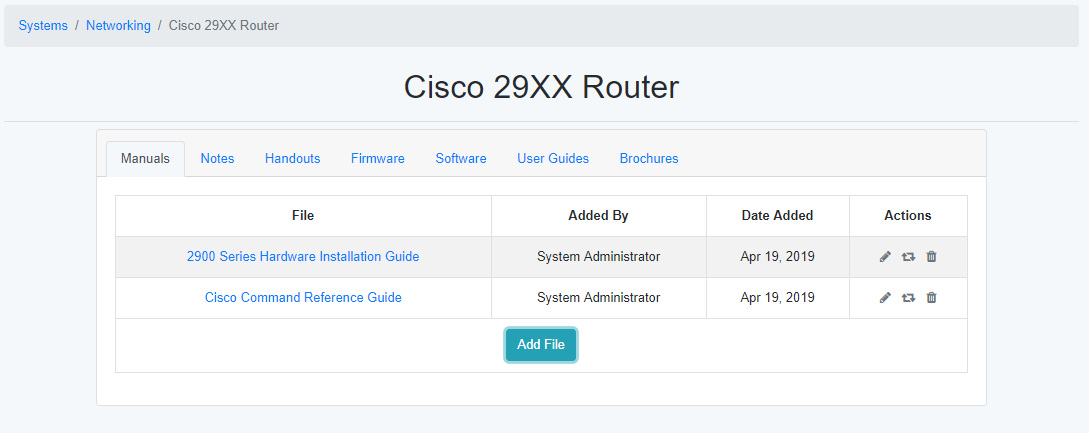 Systems / Networking / Cisco 29XX Router
Cisco 29XX Router
Manuals Notes Handouts Firmware Software User Guides Brochures
File Added By Date Added Actions
2900 Series Hardware Installation Guide System Administrator Apr 19, 2019
Cisco Command Reference Guide System Administrator Apr 19, 2019
Add File